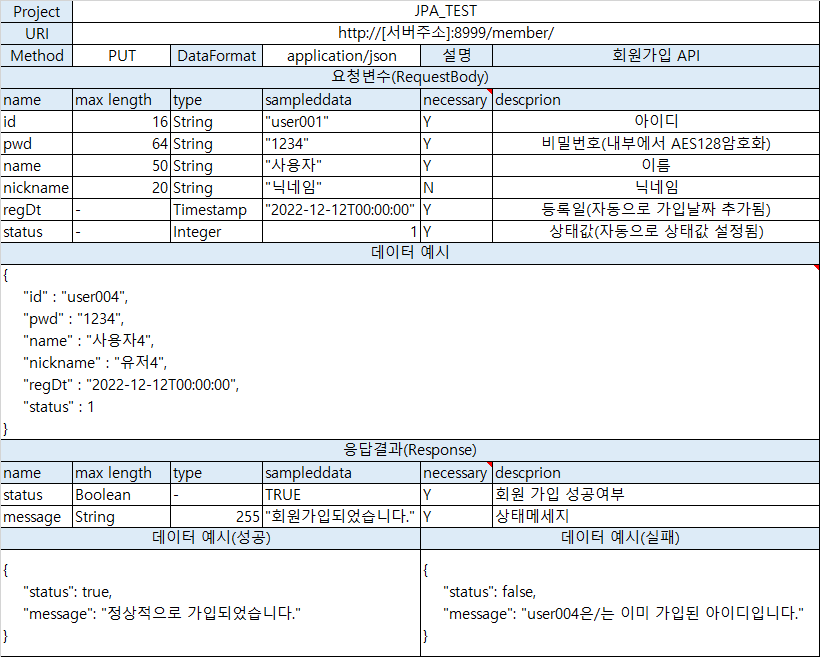 Project JPA_TEST
URI http://[서버주소]:8999/member/
Method PUT DataFormat application/json 설명 회원가입 API
요청변수(RequestBody)
name max length type sampleddata necessary descprion
id 16 String "user001" Y 아이디
pwd 64 String "1234" Y 비밀번호(내부에서 AES128암호화)
name 50 String "사용자" Y 이름
nickname 20 String "닉네임" N 닉네임
regDt - Timestamp "2022-12-12T00:00:00" Y 등록일(자동으로 가입날짜 추가됨)
status - Integer 1 Y 상태값(자동으로 상태값 설정됨)
데이터 예시
{
"id" : "user004",
"pwd" : "1234",
"name" : "사용자4",
"nickname" : "유저4",
"regDt" : "2022-12-12T00:00:00",
"status" : 1
}
응답결과(Response)
name max length type sampleddata necessary descprion
status Boolean - TRUE Y 회원 가입 성공여부
message String 255 "회원가입되었습니다." Y 상태메세지
데이터 예시(성공) 데이터 예시(실패)
{
"status": true,
"message": "정상적으로 가입되었습니다."
}
{
"status": false,
"message": "user004은/는 이미 가입된 아이디입니다."
}